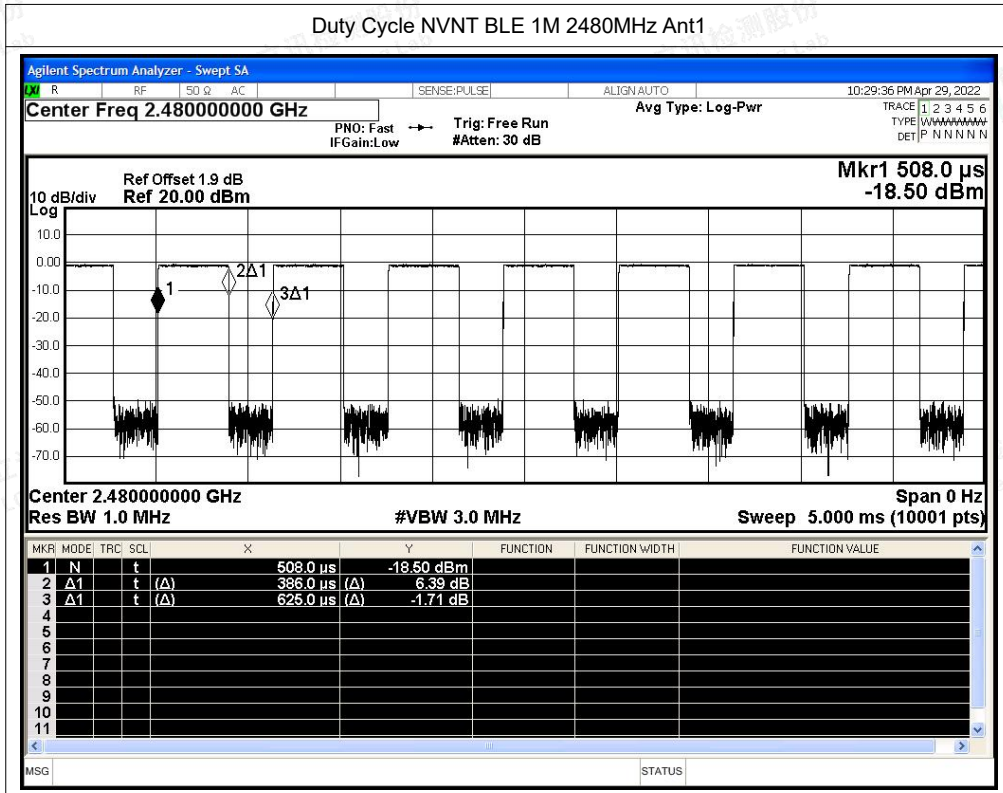 Duty Cycle NVNT BLE 1M 2480MHz Ant1
Agilent Spectrum Analyzer - Swept SA
LXI R RF 50 Ω AC SENSE:PULSE ALIGN AUTO 10:29:36 PM Apr 29, 2022
Center Freq 2.480000000 GHz
Avg Type: Log-Pwr
TRACE 1 2 3 4 5 6
TYPE WWWWWW
DET P N N N N N
PNO: Fast Trig: Free Run
IFGain:Low #Atten: 30 dB
Mkr1 508.0 µs
-18.50 dBm
Ref Offset 1.9 dB
10 dB/div Ref 20.00 dBm
Log
10.0
0.00
-10.0
-20.0
-30.0
-40.0
-50.0
-60.0
-70.0
1
2Δ1
3Δ1
Center 2.480000000 GHz Span 0 Hz
Res BW 1.0 MHz #VBW 3.0 MHz Sweep 5.000 ms (10001 pts)
MKR MODE TRC SCL X Y FUNCTION FUNCTION WIDTH FUNCTION VALUE
1 N t 508.0 µs -18.50 dBm
2 Δ1 t (Δ) 386.0 µs (Δ) 6.39 dB
3 Δ1 t (Δ) 625.0 µs (Δ) -1.71 dB
4
5
6
7
8
9
10
11
MSG STATUS